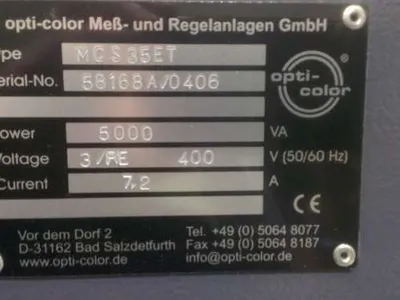 opti-color Meß- und Regelanlagen GmbH
ype MCS35ET
erial-No. 58168A/0406
opti-
color
ower 5000 VA
oltage 3/PE 400 V (50/60 Hz)
Current 7,2 A
CE
Vor dem Dorf 2 Tel. +49 (0) 5064 8077
D-31162 Bad Salzdetfurth Fax +49 (0) 5064 8187
www.opti-color.de info@opti-color.de